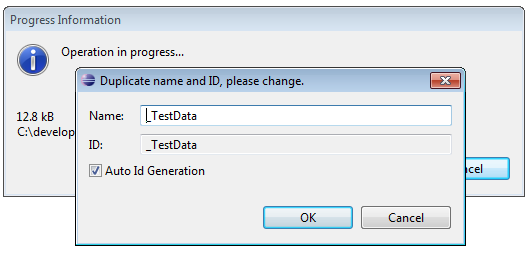 Progress Information
Operation in progress...
Duplicate name and ID, please change.
Name: _TestData
12.8 kB
C:\develop
ID: _TestData
Auto Id Generation
OK Cancel